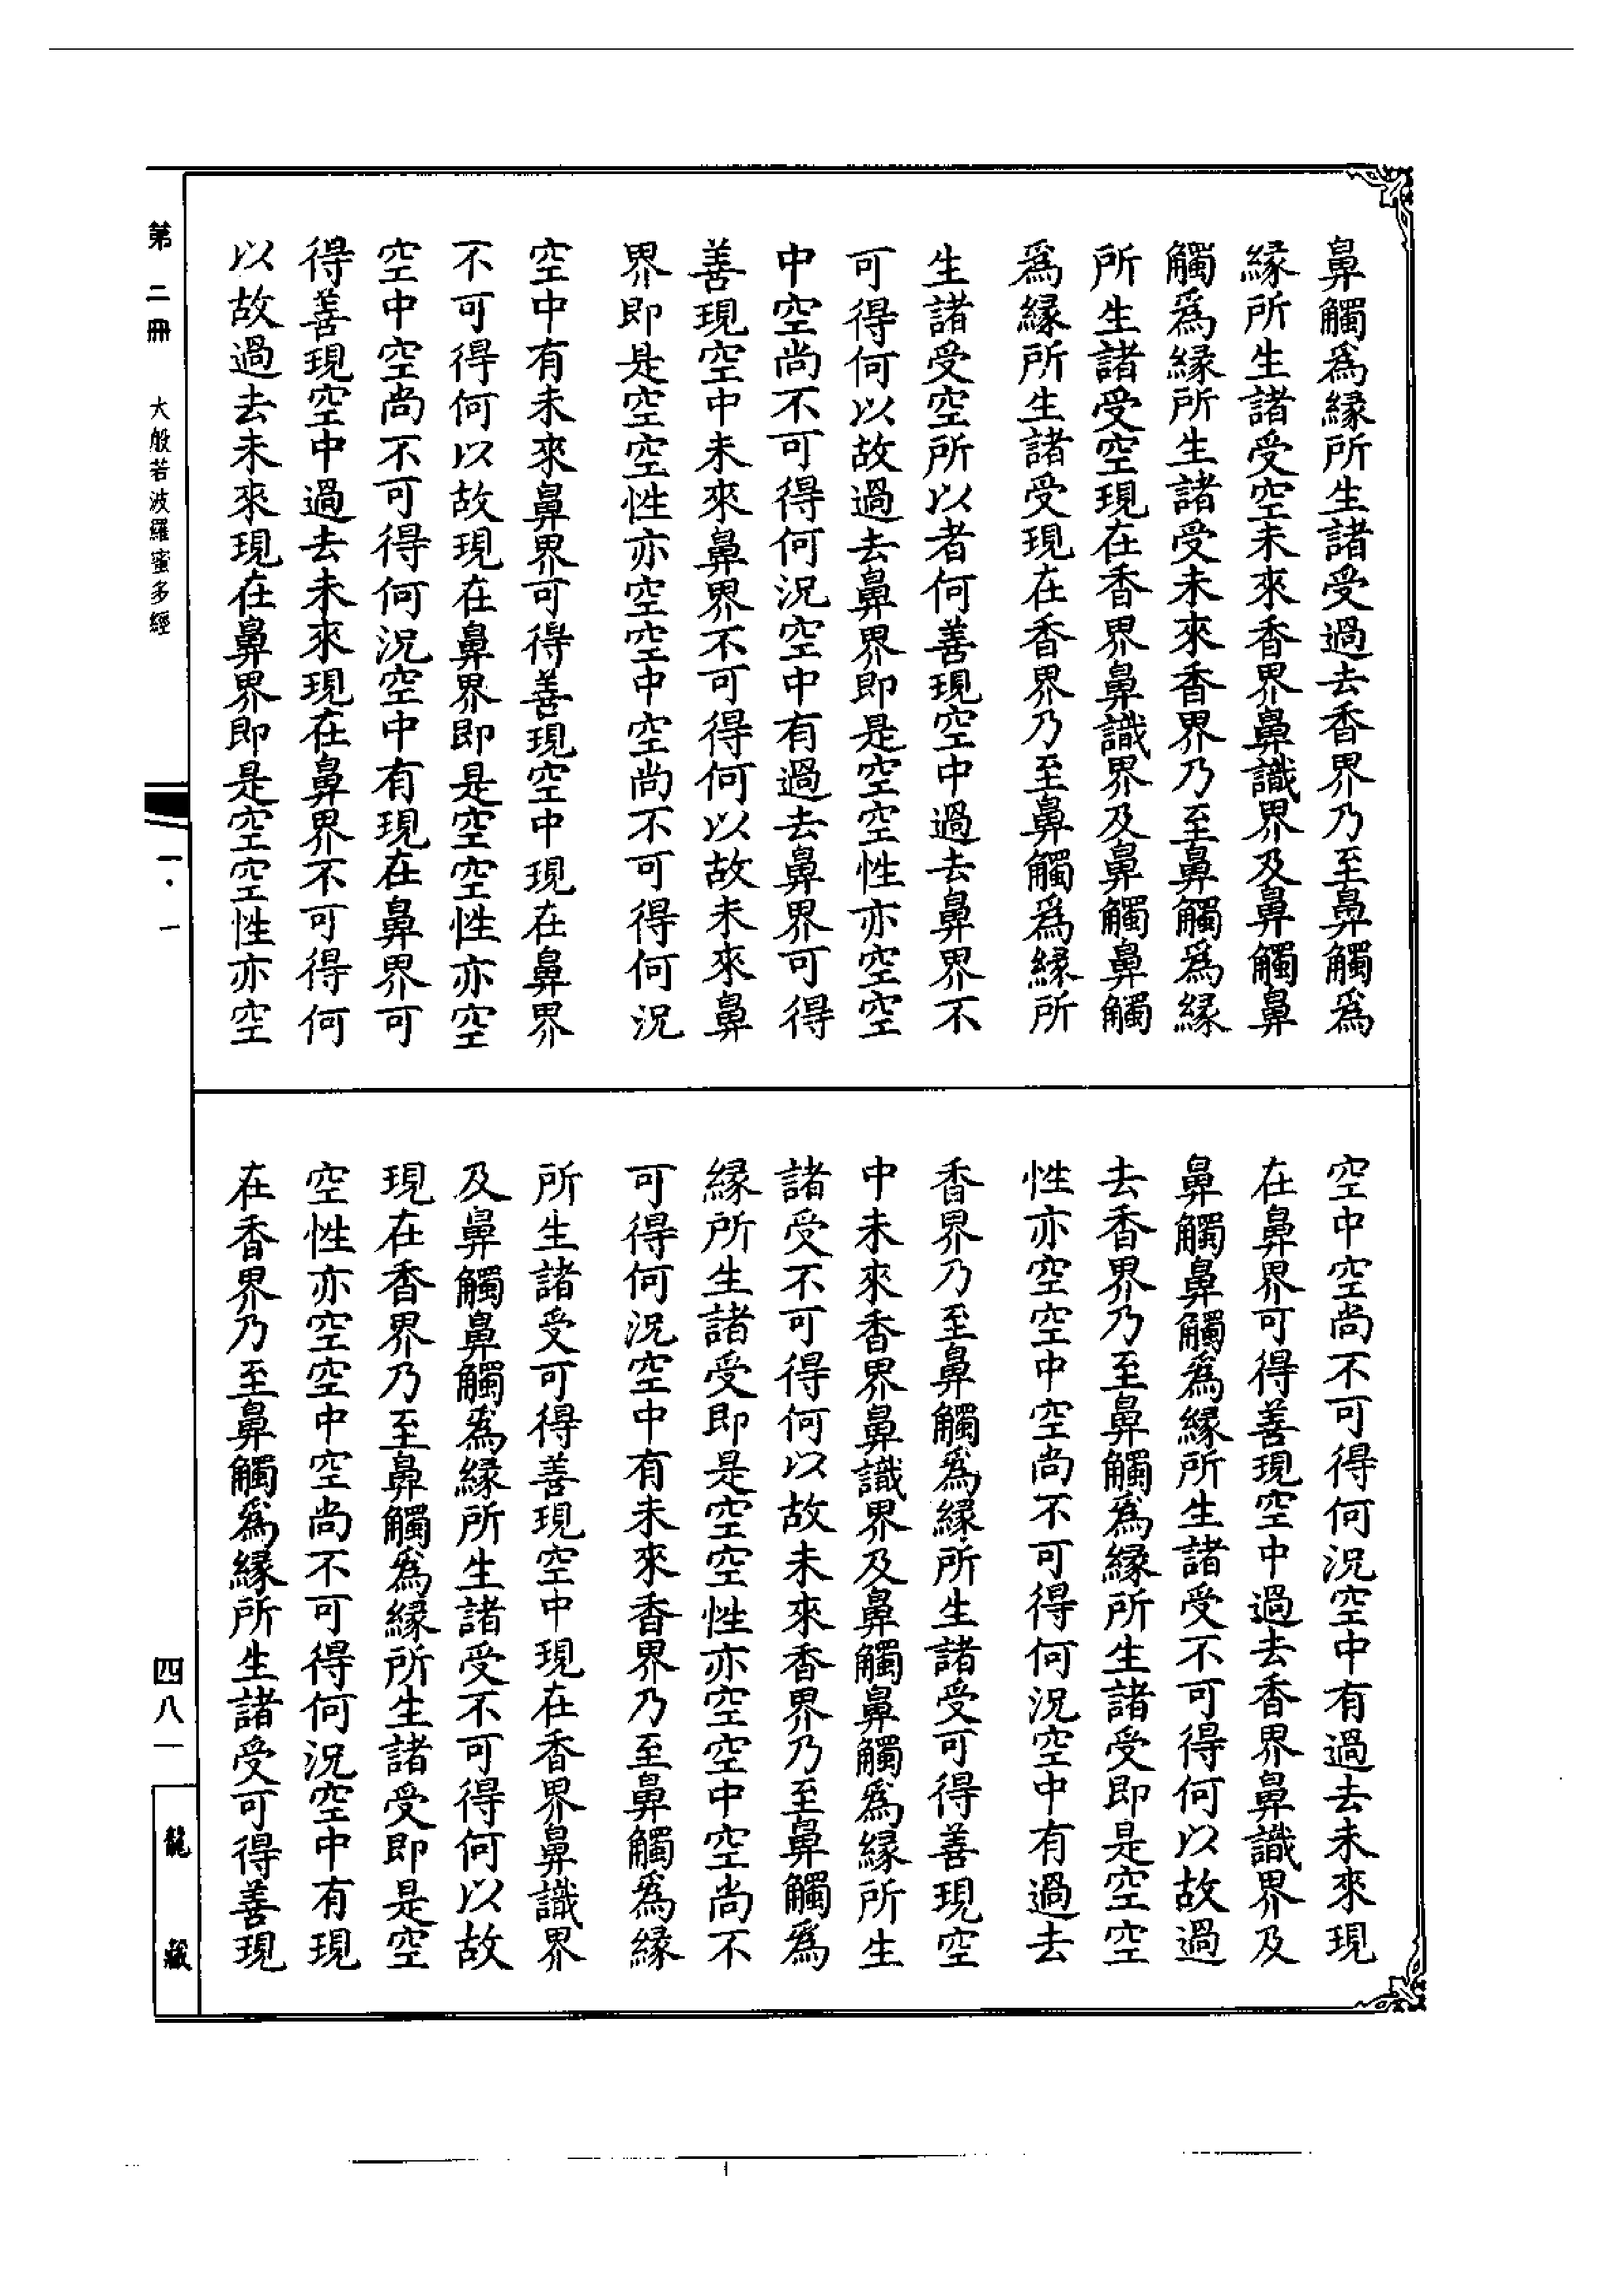 鼻觸爲縁所生諸受過去香界乃至鼻觸爲
縁所生諸受空未來香界鼻識界及鼻觸鼻
觸爲縁所生諸受未來香界乃至鼻觸爲縁
所生諸受空現在香界鼻識界及鼻觸鼻觸
爲縁所生諸受現在香界乃至鼻觸爲縁所
生諸受空所以者何善現空中過去鼻界不
可得何以故過去鼻界即是空空性亦空空
中空尚不可得何況空中有過去鼻界可得
善現空中未來鼻界不可得何以故未來鼻
界即是空空性亦空空中空尚不可得何況
空中有未來鼻界可得善現空中現在鼻界
不可得何以故現在鼻界即是空空性亦空
空中空尚不可得何況空中有現在鼻界可
得善現空中過去未來現在鼻界不可得何
以故過去未來現在鼻界即是空空性亦空
空中空尚不可得何況空中有過去未來現
在鼻界可得善現空中過去香界鼻識界及
鼻觸鼻觸爲縁所生諸受不可得何以故過
去香界乃至鼻觸爲縁所生諸受即是空空
性亦空空中空尚不可得何況空中有過去
香界乃至鼻觸爲縁所生諸受可得善現空
中未來香界鼻識界及鼻觸鼻觸爲縁所生
諸受不可得何以故未來香界乃至鼻觸爲
縁所生諸受即是空空性亦空空中空尚不
可得何況空中有未來香界乃至鼻觸爲縁
所生諸受可得善現空中現在香界鼻識界
及鼻觸鼻觸爲縁所生諸受不可得何以故
現在香界乃至鼻觸爲縁所生諸受即是空
空性亦空空中空尚不可得何況空中有現
在香界乃至鼻觸爲縁所生諸受可得善現
第二冊 大般若波羅蜜多經
一·一
四八一
龍藏